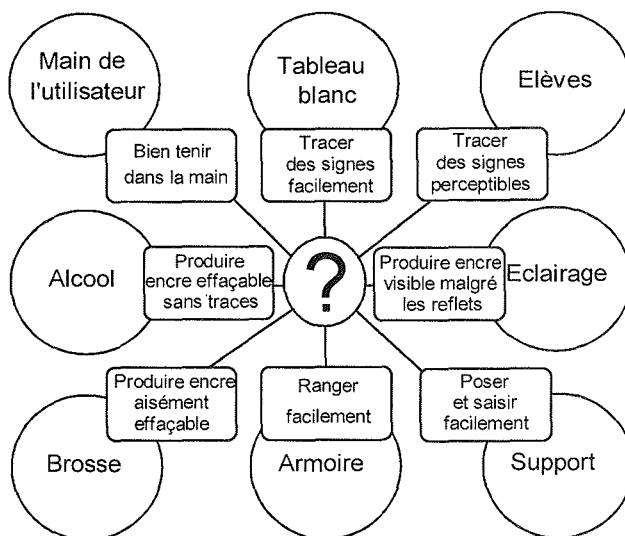 Main de
l'utilisateur
Tableau
blanc
Elèves
Bien tenir
dans la main
Tracer
des signes
facilement
Tracer
des signes
perceptibles
Alcool
Produire
encre effaçable
sans traces
?
Produire encre
visible malgré
les reflets
Eclairage
Produire encre
aisément
effaçable
Ranger
facilement
Poser
et saisir
facilement
Brosse
Armoire
Support